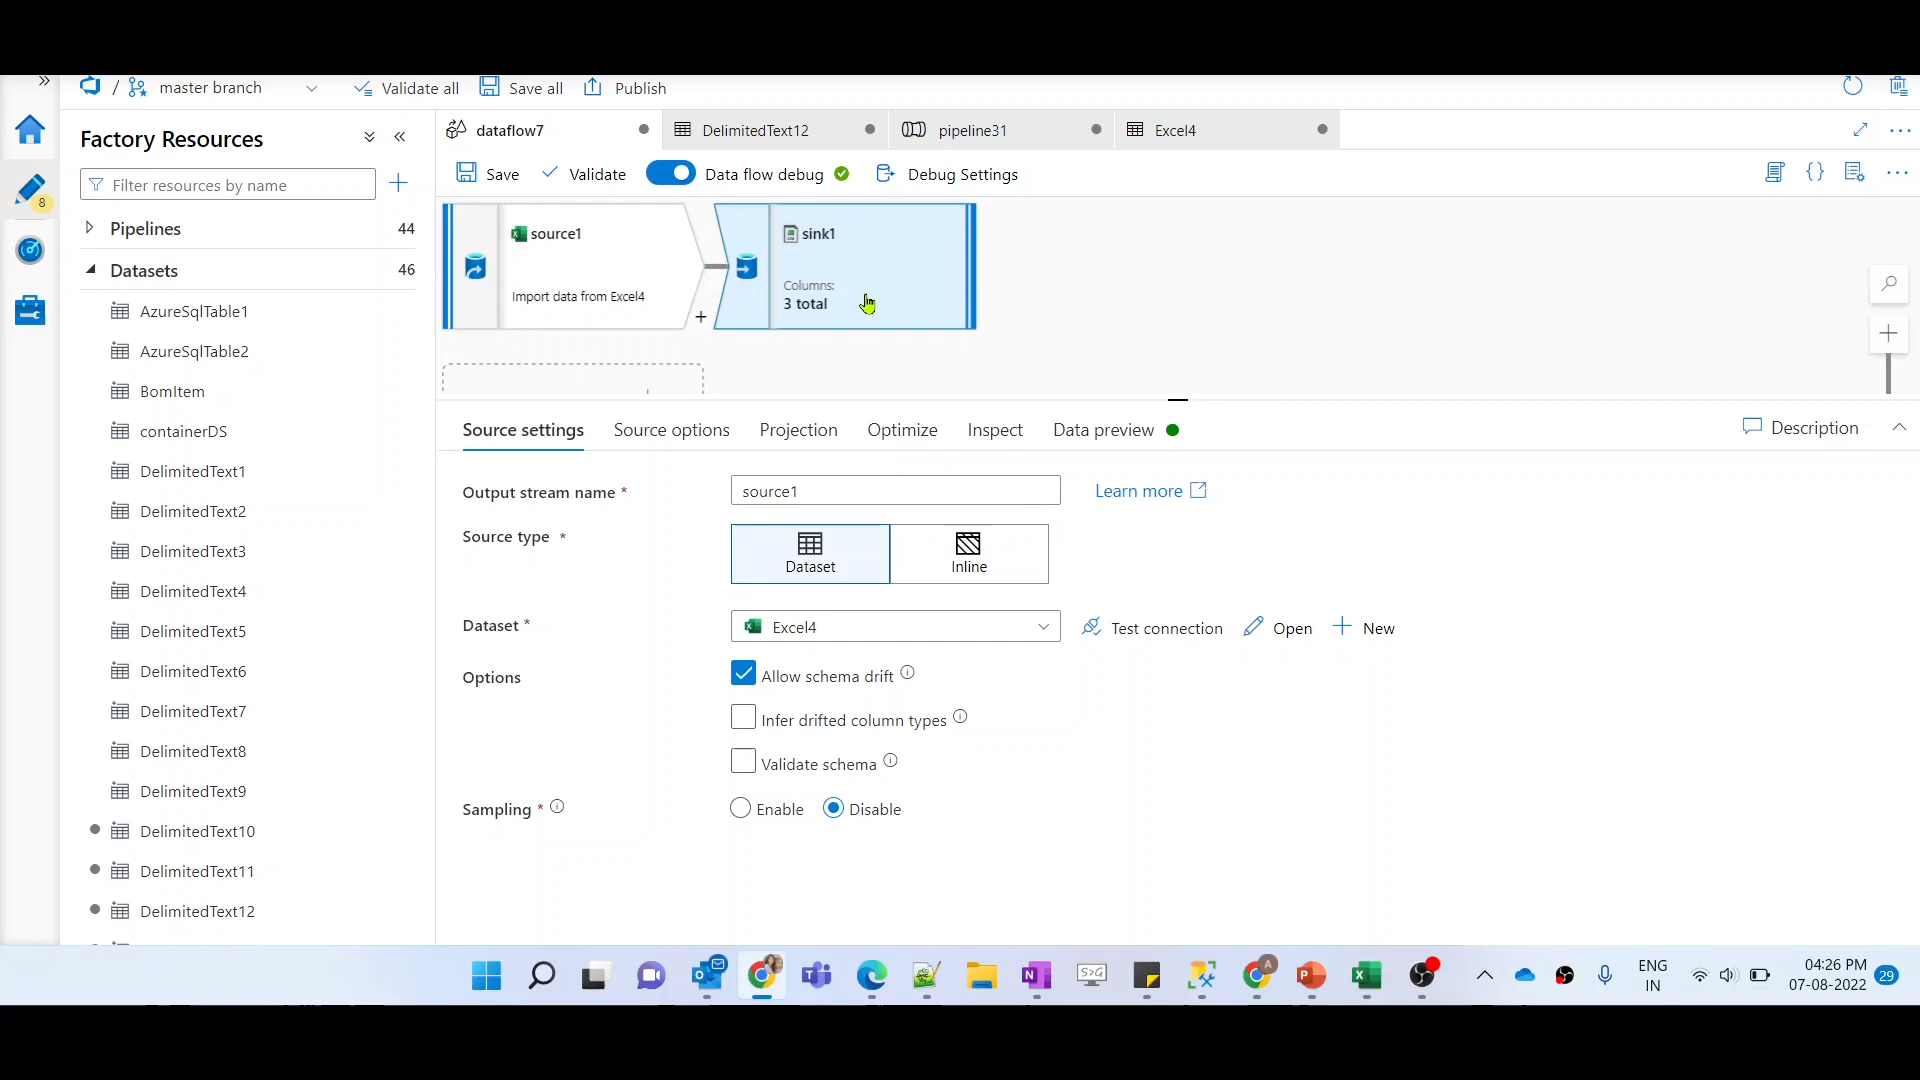 / master branch Validate all Save all Publish
Factory Resources
Filter resources by name
8
Pipelines 44
Datasets 46
AzureSqlTable1
AzureSqlTable2
BomItem
containerDS
DelimitedText1
DelimitedText2
DelimitedText3
DelimitedText4
DelimitedText5
DelimitedText6
DelimitedText7
DelimitedText8
DelimitedText9
DelimitedText10
DelimitedText11
DelimitedText12
dataflow7 DelimitedText12 pipeline31 Excel4
Save Validate Data flow debug Debug Settings
source1
Import data from Excel4
+
sink1
Columns:
3 total
Source settings Source options Projection Optimize Inspect Data preview Description
Output stream name * source1 Learn more
Source type * Dataset Inline
Dataset * Excel4 Test connection Open New
Options Allow schema drift
Infer drifted column types
Validate schema
Sampling * Enable Disable
ENG
IN
04:26 PM
07-08-2022
29